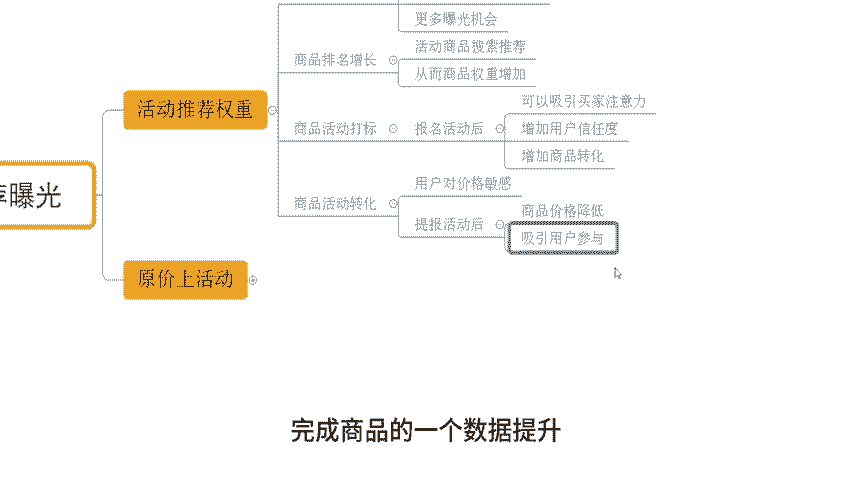 更多曝光机会
商品排名增长
活动商品搜索推荐
从而商品权重增加
活动推荐权重
商品活动打标
报名活动后
可以吸引买家注意力
增加用户信任度
增加商品转化
商品活动转化
用户对价格敏感
提报活动后
商品价格降低
吸引用户参与
曝光
原价上活动
完成商品的一个数据提升